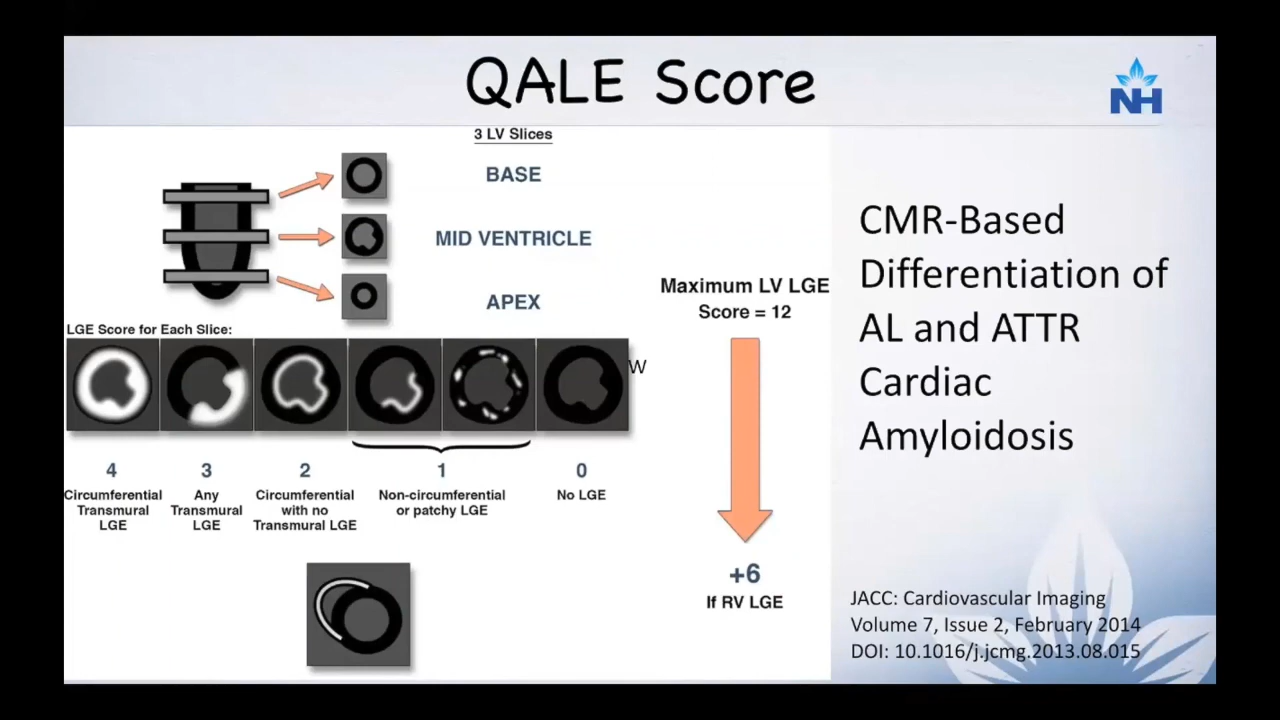 QALE Score
NH
3 LV Slices
BASE
MID VENTRICLE
APEX
LGE Score for Each Slice:
W
4
Circumferential
Transmural
LGE
3
Any
Transmural
LGE
2
Circumferential
with no
Transmural LGE
1
Non-circumferential
or patchy LGE
0
No LGE
Maximum LV LGE
Score = 12
+6
If RV LGE
CMR-Based
Differentiation of
AL and ATTR
Cardiac
Amyloidosis
JACC: Cardiovascular Imaging
Volume 7, Issue 2, February 2014
DOI: 10.1016/j.jcmg.2013.08.015